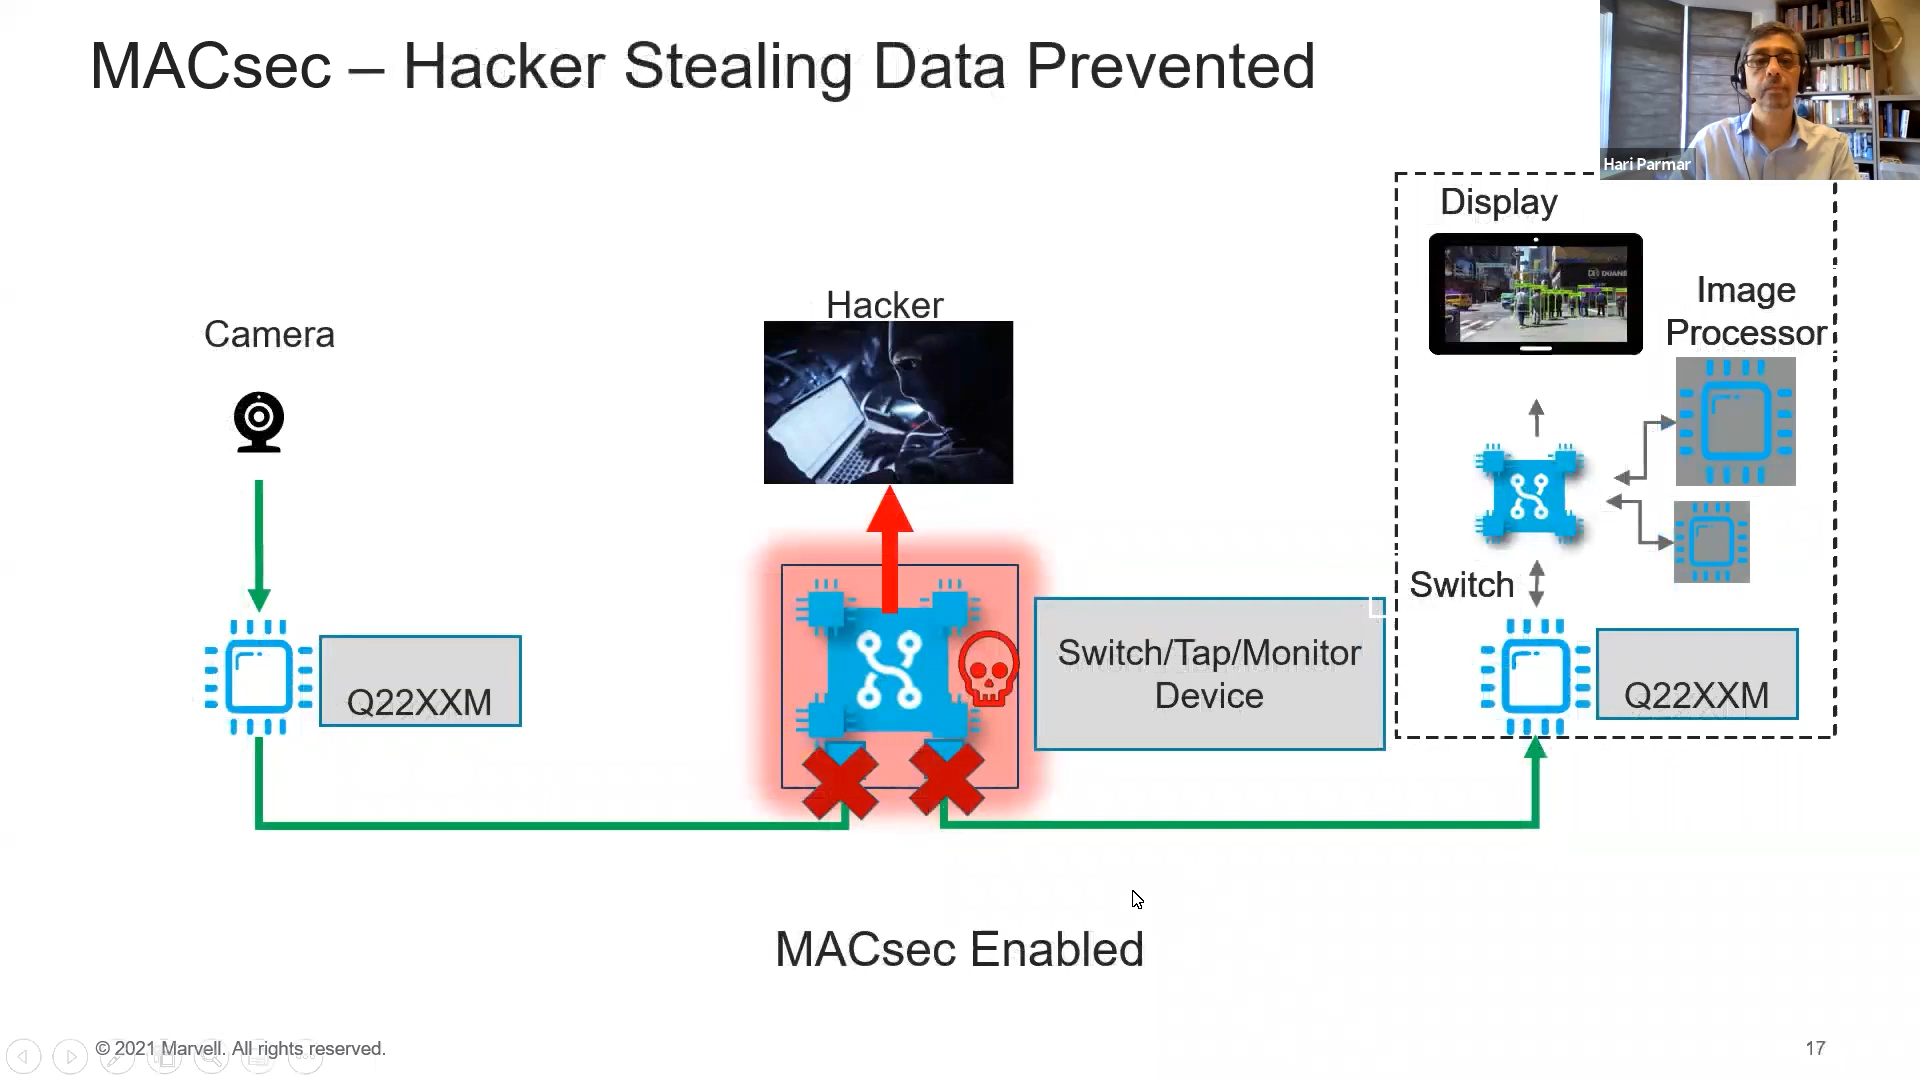 MACsec – Hacker Stealing Data Prevented
Hari Parmar
Display
Image
Processor
Hacker
Camera
Switch
Switch/Tap/Monitor
Device
Q22XXM
Q22XXM
MACsec Enabled
© 2021 Marvell. All rights reserved.
17